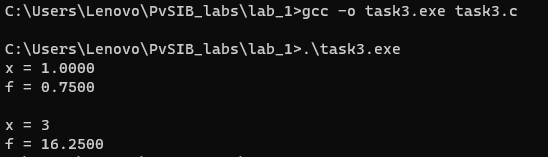 C:\Users\Lenovo\PvSIB_labs\lab_1>gcc -o task3.exe task3.c
C:\Users\Lenovo\PvSIB_labs\lab_1>.\task3.exe
x = 1.0000
f = 0.7500
x = 3
f = 16.2500